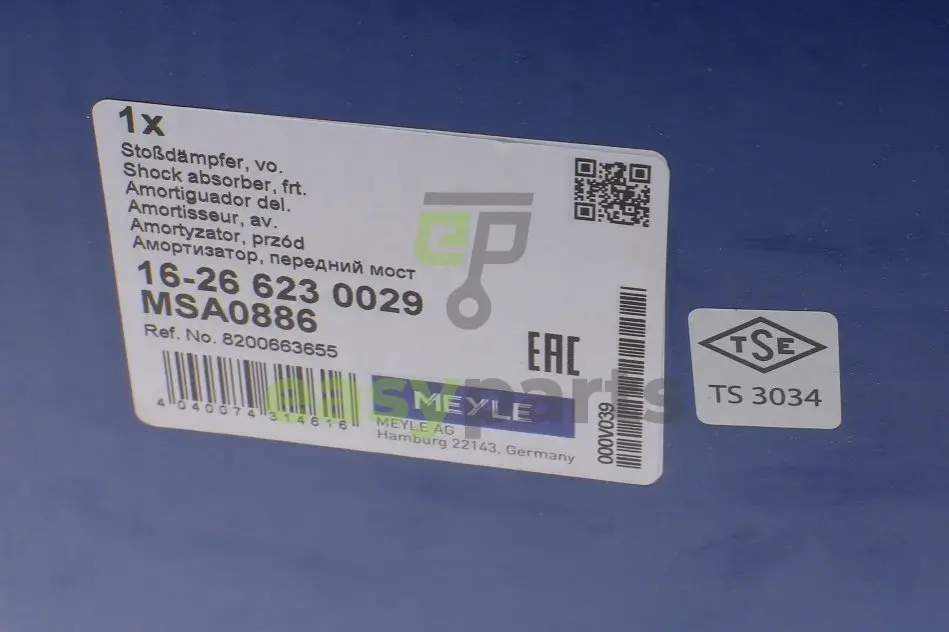 1x
Stoßdämpfer, vo.
Shock absorber, frt.
Amortiguador del.
Amortisseur, av.
Amortyzator, przód
Амортизатор, передний мост
16-26 623 0029
MSA0886
Ref. No. 8200663655
4 040074 314616
MEYLE
MEYLE AG
Hamburg 22143, Germany
EAC
000V039
TSE
TS 3034
ep
easyparts